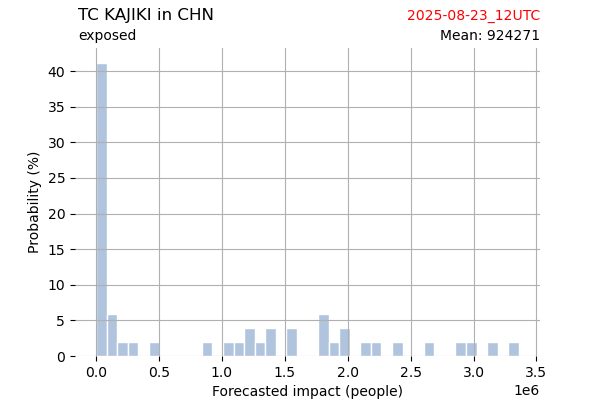 TC KAJIKI in CHN
2025-08-23_12UTC
exposed
Mean: 924271
Probability (%)
40
35
30
25
20
15
10
5
0
0.0 0.5 1.0 1.5 2.0 2.5 3.0 3.5
1e6
Forecasted impact (people)